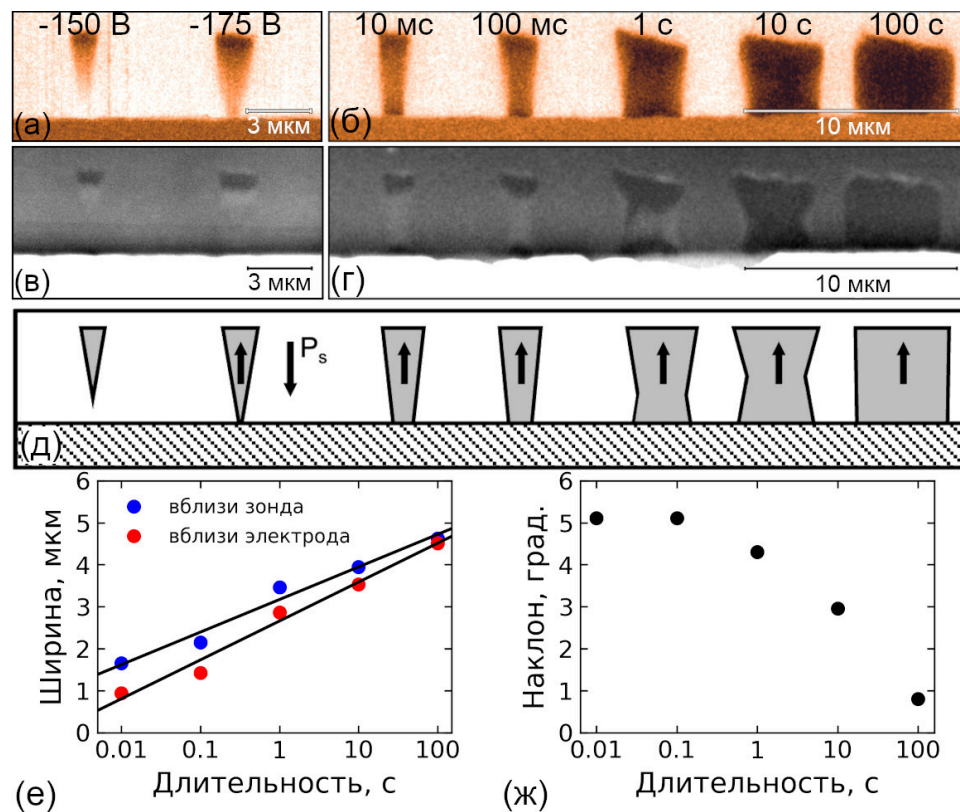 -150 В -175 В 10 мс 100 мс 1 с 10 с 100 с
(а) 3 мкм (б) 10 мкм
(в) 3 мкм (г) 10 мкм
Ps
(д)
6
5
4
3
2
1
0
Ширина, мкм
вблизи зонда
вблизи электрода
0.01 0.1 1 10 100
Длительность, с
(е)
6
5
4
3
2
1
0
Наклон, град.
0.01 0.1 1 10 100
Длительность, с
(ж)